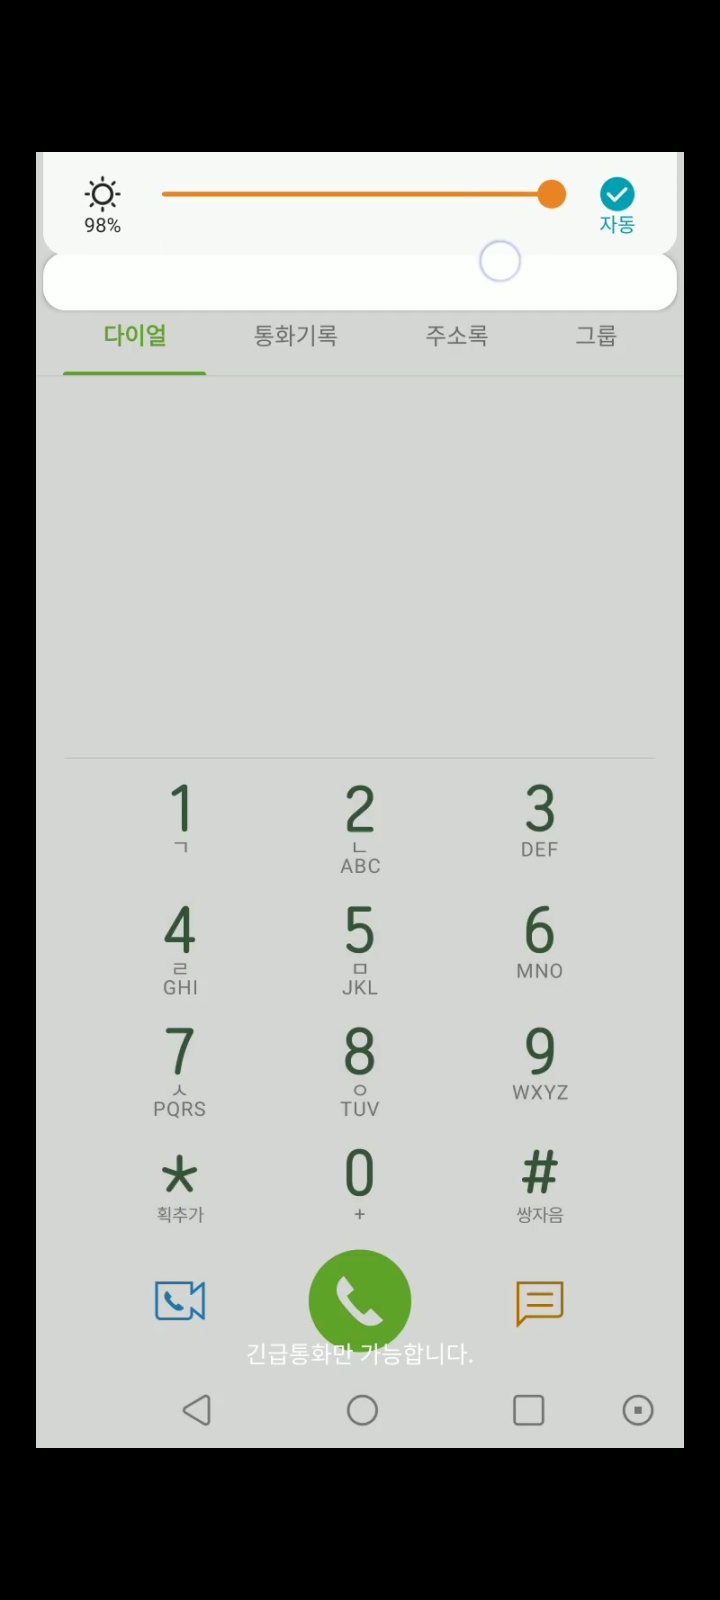 98%
자동
다이얼 통화기록 주소록 그룹
1 2 3
ㄱ ㄴ DEF
ABC
4 5 6
ㄹ ㅁ MNO
GHI JKL
7 8 9
ㅅ ㅇ WXYZ
PQRS TUV
* 0 #
획추가 + 쌍자음
긴급통화만 가능합니다.